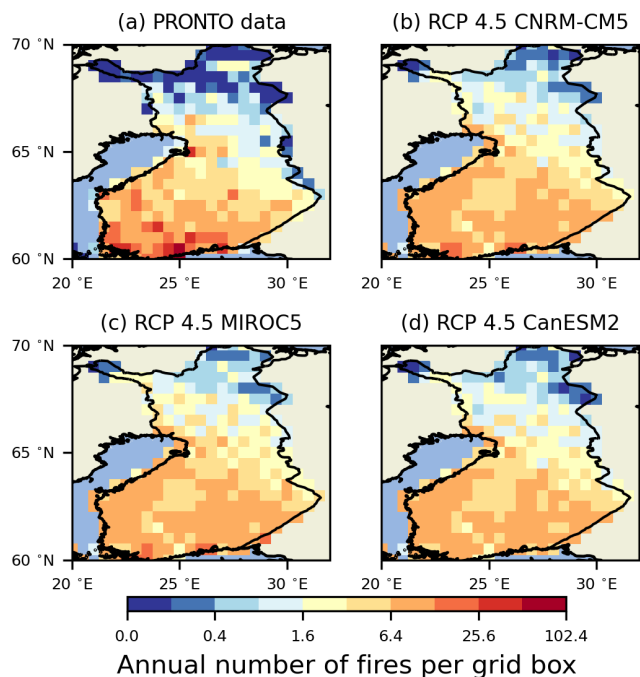 (a) PRONTO data
(b) RCP 4.5 CNRM-CM5
70 °N
65 °N
60 °N
20 °E
25 °E
30 °E
20 °E
25 °E
30 °E
(c) RCP 4.5 MIROC5
(d) RCP 4.5 CanESM2
70 °N
65 °N
60 °N
20 °E
25 °E
30 °E
20 °E
25 °E
30 °E
0.0
0.4
1.6
6.4
25.6
102.4
Annual number of fires per grid box